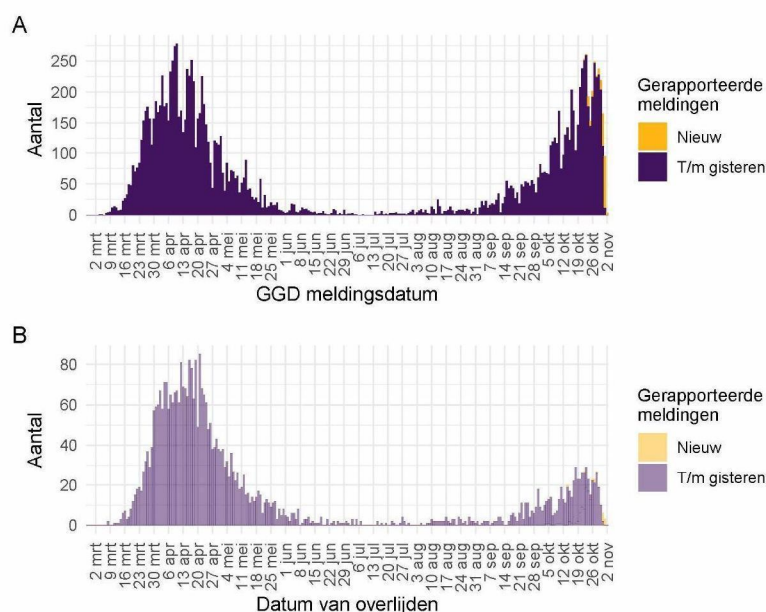 A
Aantal
250
200
150
100
50
0
2 mrt
9 mrt
16 mrt
23 mrt
30 mrt
6 apr
13 apr
20 apr
27 apr
4 mei
11 mei
18 mei
25 mei
1 jun
8 jun
15 jun
22 jun
29 jun
6 jul
13 jul
20 jul
27 jul
3 aug
10 aug
17 aug
24 aug
31 aug
7 sep
14 sep
21 sep
28 sep
5 okt
12 okt
19 okt
26 okt
2 nov
GGD meldingsdatum
Gerapporteerde
meldingen
Nieuw
T/m gisteren
B
Aantal
80
60
40
20
0
2 mrt
9 mrt
16 mrt
23 mrt
30 mrt
6 apr
13 apr
20 apr
27 apr
4 mei
11 mei
18 mei
25 mei
1 jun
8 jun
15 jun
22 jun
29 jun
6 jul
13 jul
20 jul
27 jul
3 aug
10 aug
17 aug
24 aug
31 aug
7 sep
14 sep
21 sep
28 sep
5 okt
12 okt
19 okt
26 okt
2 nov
Datum van overlijden
Gerapporteerde
meldingen
Nieuw
T/m gisteren